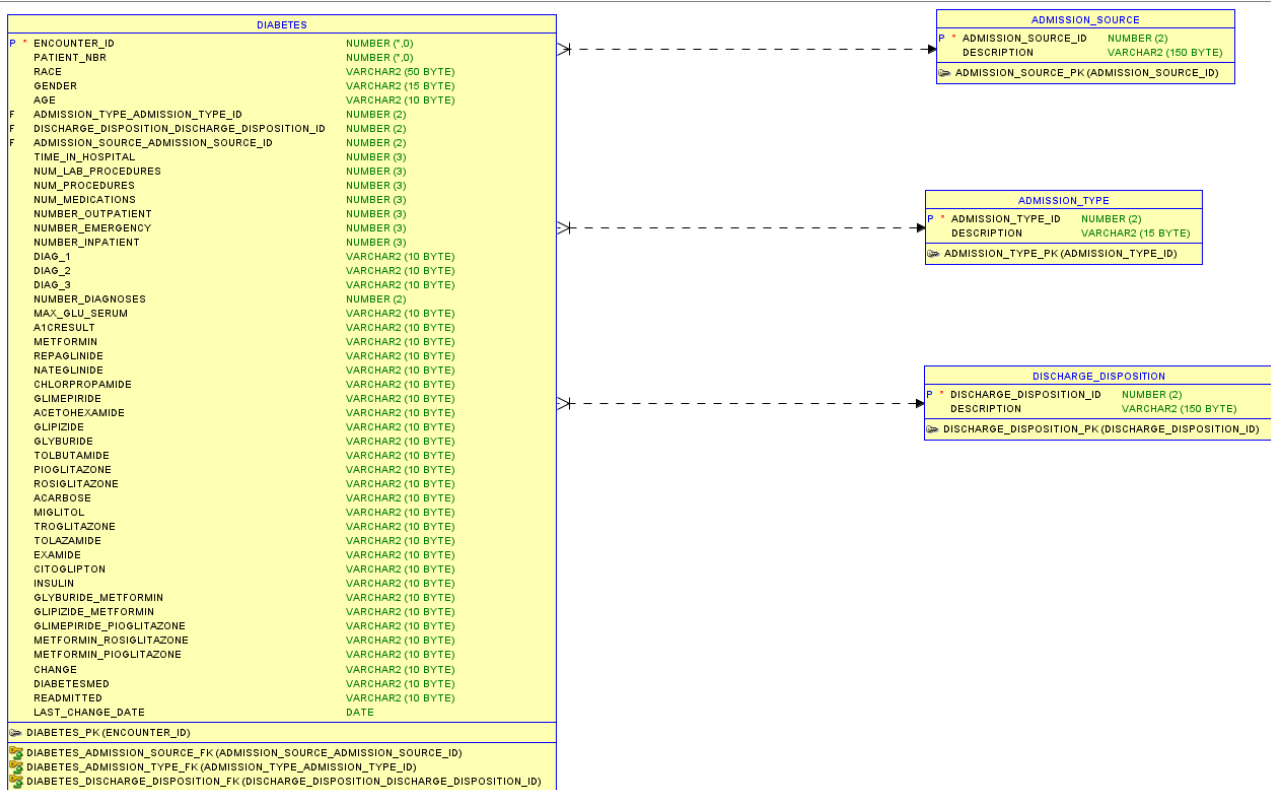 DIABETES
P * ENCOUNTER_ID NUMBER (*,0)
PATIENT_NBR NUMBER (*,0)
RACE VARCHAR2 (50 BYTE)
GENDER VARCHAR2 (15 BYTE)
AGE VARCHAR2 (10 BYTE)
F ADMISSION_TYPE_ADMISSION_TYPE_ID NUMBER (2)
F DISCHARGE_DISPOSITION_DISCHARGE_DISPOSITION_ID NUMBER (2)
F ADMISSION_SOURCE_ADMISSION_SOURCE_ID NUMBER (2)
TIME_IN_HOSPITAL NUMBER (3)
NUM_LAB_PROCEDURES NUMBER (3)
NUM_PROCEDURES NUMBER (3)
NUM_MEDICATIONS NUMBER (3)
NUMBER_OUTPATIENT NUMBER (3)
NUMBER_EMERGENCY NUMBER (3)
NUMBER_INPATIENT NUMBER (3)
DIAG_1 VARCHAR2 (10 BYTE)
DIAG_2 VARCHAR2 (10 BYTE)
DIAG_3 VARCHAR2 (10 BYTE)
NUMBER_DIAGNOSES NUMBER (2)
MAX_GLU_SERUM VARCHAR2 (10 BYTE)
A1CRESULT VARCHAR2 (10 BYTE)
METFORMIN VARCHAR2 (10 BYTE)
REPAGLINIDE VARCHAR2 (10 BYTE)
NATEGLINIDE VARCHAR2 (10 BYTE)
CHLORPROPAMIDE VARCHAR2 (10 BYTE)
GLIMEPIRIDE VARCHAR2 (10 BYTE)
ACETOHEXAMIDE VARCHAR2 (10 BYTE)
GLIPIZIDE VARCHAR2 (10 BYTE)
GLYBURIDE VARCHAR2 (10 BYTE)
TOLBUTAMIDE VARCHAR2 (10 BYTE)
PIOGLITAZONE VARCHAR2 (10 BYTE)
ROSIGLITAZONE VARCHAR2 (10 BYTE)
ACARBOSE VARCHAR2 (10 BYTE)
MIGLITOL VARCHAR2 (10 BYTE)
TROGLITAZONE VARCHAR2 (10 BYTE)
TOLAZAMIDE VARCHAR2 (10 BYTE)
EXAMIDE VARCHAR2 (10 BYTE)
CITOGLIPTON VARCHAR2 (10 BYTE)
INSULIN VARCHAR2 (10 BYTE)
GLYBURIDE_METFORMIN VARCHAR2 (10 BYTE)
GLIPIZIDE_METFORMIN VARCHAR2 (10 BYTE)
GLIMEPIRIDE_PIOGLITAZONE VARCHAR2 (10 BYTE)
METFORMIN_ROSIGLITAZONE VARCHAR2 (10 BYTE)
METFORMIN_PIOGLITAZONE VARCHAR2 (10 BYTE)
CHANGE VARCHAR2 (10 BYTE)
DIABETESMED VARCHAR2 (10 BYTE)
READMITTED VARCHAR2 (10 BYTE)
LAST_CHANGE_DATE DATE
DIABETES_PK (ENCOUNTER_ID)
DIABETES_ADMISSION_SOURCE_FK (ADMISSION_SOURCE_ADMISSION_SOURCE_ID)
DIABETES_ADMISSION_TYPE_FK (ADMISSION_TYPE_ADMISSION_TYPE_ID)
DIABETES_DISCHARGE_DISPOSITION_FK (DISCHARGE_DISPOSITION_DISCHARGE_DISPOSITION_ID)
ADMISSION_SOURCE
P * ADMISSION_SOURCE_ID NUMBER (2)
DESCRIPTION VARCHAR2 (150 BYTE)
ADMISSION_SOURCE_PK (ADMISSION_SOURCE_ID)
ADMISSION_TYPE
P * ADMISSION_TYPE_ID NUMBER (2)
DESCRIPTION VARCHAR2 (15 BYTE)
ADMISSION_TYPE_PK (ADMISSION_TYPE_ID)
DISCHARGE_DISPOSITION
P * DISCHARGE_DISPOSITION_ID NUMBER (2)
DESCRIPTION VARCHAR2 (150 BYTE)
DISCHARGE_DISPOSITION_PK (DISCHARGE_DISPOSITION_ID)